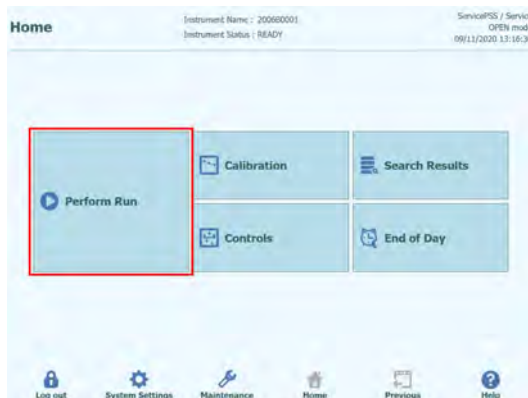 Home
Instrument Name : 200660001
Instrument Status : READY
ServicePSS / Servic
OPEN mod
09/11/2020 13:16:3
Perform Run
Calibration
Search Results
Controls
End of Day
Log out
System Settings
Maintenance
Home
Previous
Help